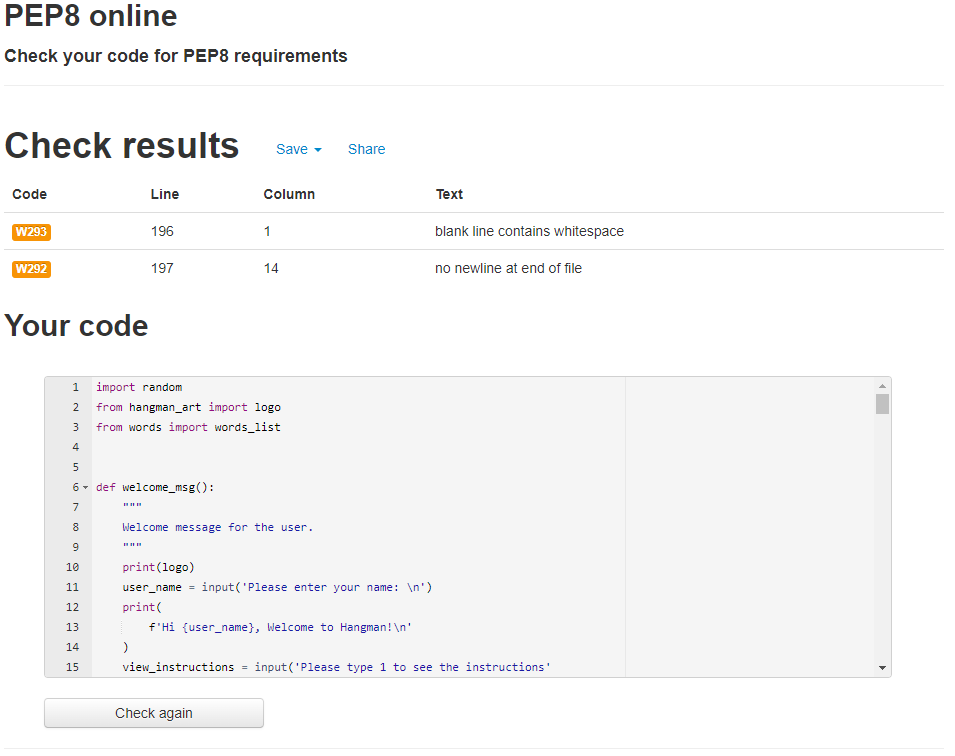 PEP8 online
Check your code for PEP8 requirements
Check results Save Share
Code Line Column Text
W293 196 1 blank line contains whitespace
W292 197 14 no newline at end of file
Your code
1 import random
2 from hangman_art import logo
3 from words import words_list
4
5
6 def welcome_msg():
7     """
8     Welcome message for the user.
9     """
10     print(logo)
11     user_name = input('Please enter your name: \n')
12     print(
13         f'Hi {user_name}, Welcome to Hangman!\n'
14     )
15     view_instructions = input('Please type 1 to see the instructions'
Check again